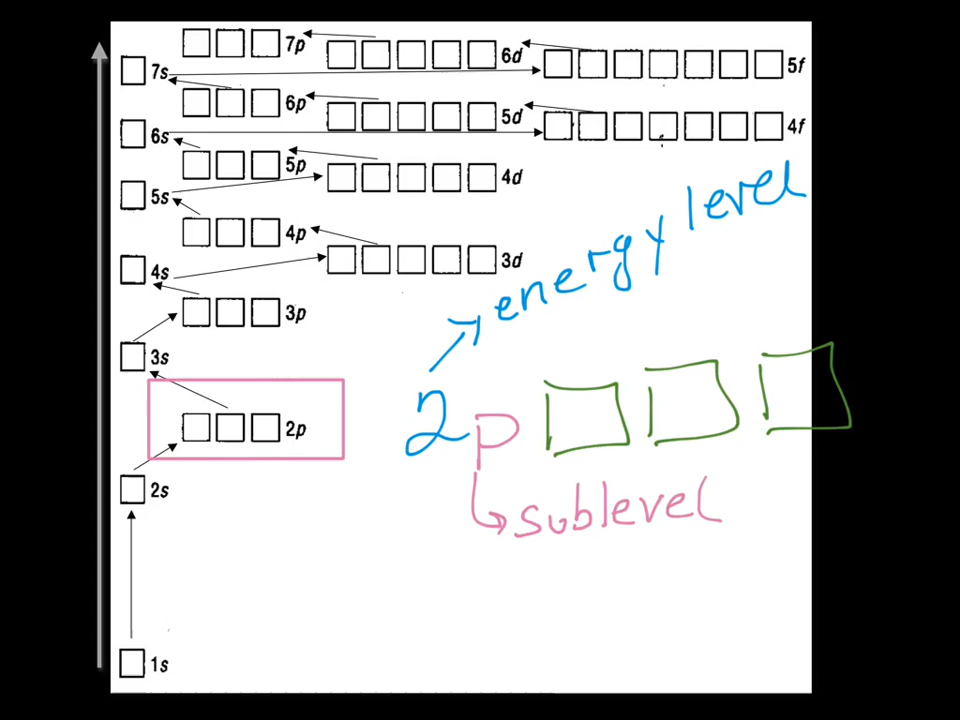 7p
6d
7s
5f
6p
5d
6s
4f
5p
4d
5s
4p
3d
4s
3p
3s
2p
2s
1s
energy level
2p
sublevel